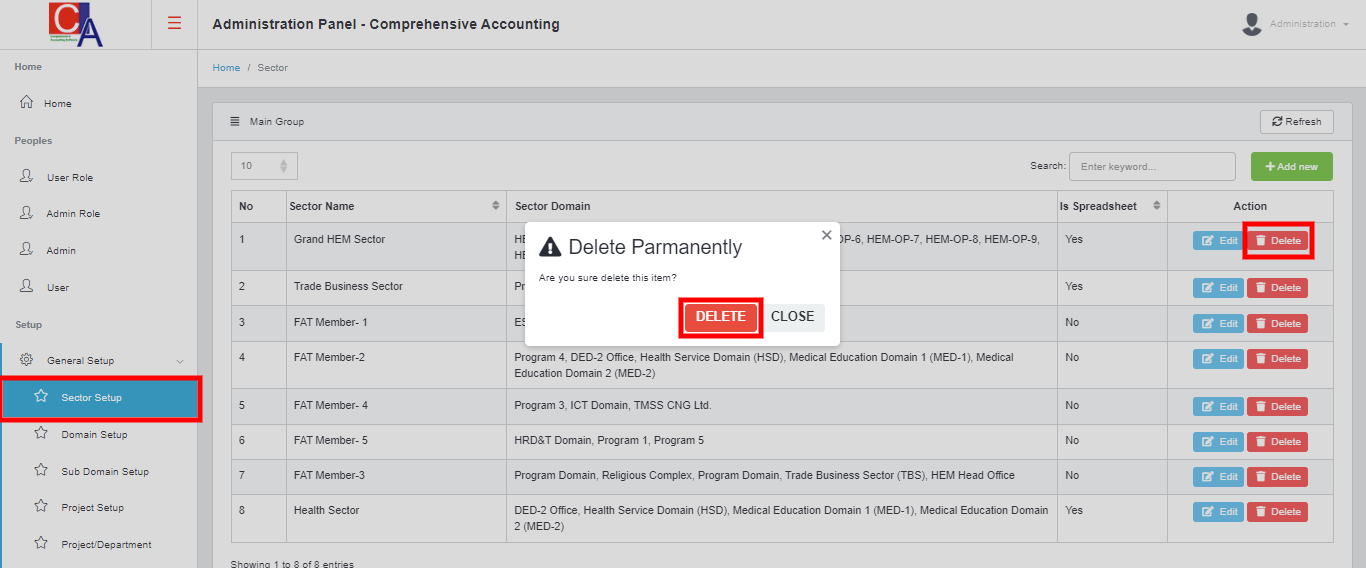 CA
Administration Panel - Comprehensive Accounting
Administration
Home
Home / Sector
Home
Main Group
Refresh
Peoples
10
Search: Enter keyword...
Add new
User Role
No Sector Name Sector Domain Is Spreadsheet Action
Admin Role
1 Grand HEM Sector OP-6, HEM-OP-7, HEM-OP-8, HEM-OP-9, Yes Edit Delete
Admin
2 Trade Business Sector Yes Edit Delete
User
3 FAT Member- 1 No Edit Delete
Setup
Delete Parmanently
Are you sure delete this item?
DELETE CLOSE
General Setup
4 FAT Member-2 Program 4, DED-2 Office, Health Service Domain (HSD), Medical Education Domain 1 (MED-1), Medical No Edit Delete
Education Domain 2 (MED-2)
Sector Setup
5 FAT Member- 4 Program 3, ICT Domain, TMSS CNG Ltd. No Edit Delete
Domain Setup
6 FAT Member- 5 HRD&T Domain, Program 1, Program 5 No Edit Delete
Sub Domain Setup
7 FAT Member-3 Program Domain, Religious Complex, Program Domain, Trade Business Sector (TBS), HEM Head Office No Edit Delete
Project Setup
8 Health Sector DED-2 Office, Health Service Domain (HSD), Medical Education Domain 1 (MED-1), Medical Education Domain Yes Edit Delete
2 (MED-2)
Project/Department
Showing 1 to 8 of 8 entries